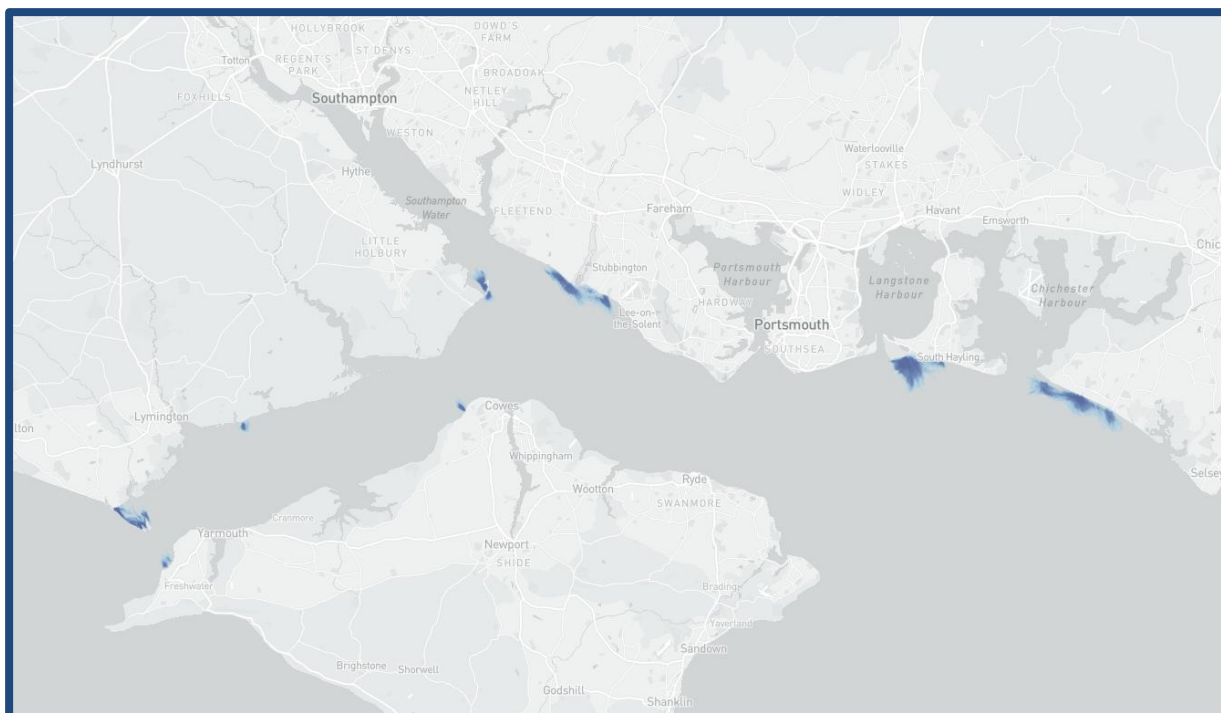 HOLLYBROOK
DOWD'S
FARM
Totton
REGENT'S
PARK
ST DENYS
BROADOAK
NETLEY
HILL
FOXHILLS
Southampton
WESTON
Waterlooville
STAKES
Lyndhurst
Hythe
WIDLEY
Southampton
Water
FLEETEND
Fareham
Havant
Emsworth
Chic
LITTLE
HOLBURY
Stubbington
Portsmouth
Harbour
Langstone
Harbour
Chichester
Harbour
HARDWAY
Lee-on-
the-Solent
Portsmouth
SOUTHSEA
South Hayling
Lymington
Cowes
lton
Whippingham
Selsey
Wootton
Ryde
SWANMORE
Cranmore
Yarmouth
Newport
SHIDE
Freshwater
Brading
Yaverland
Sandown
Brighstone
Shorwell
Godshill
Shanklin